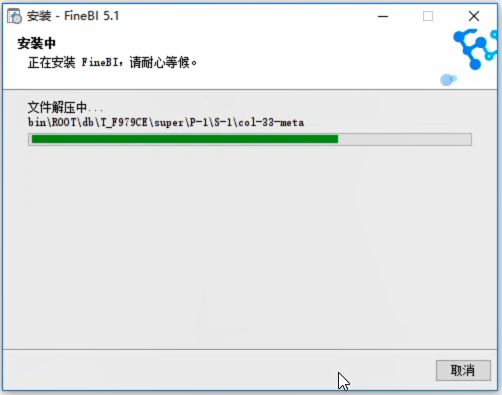 安装 - FineBI 5.1
安装中
正在安装 FineBI，请耐心等候。
文件解压中...
bin\ROOT\db\T_F979CE\super\P-1\S-1\col-33-meta
取消